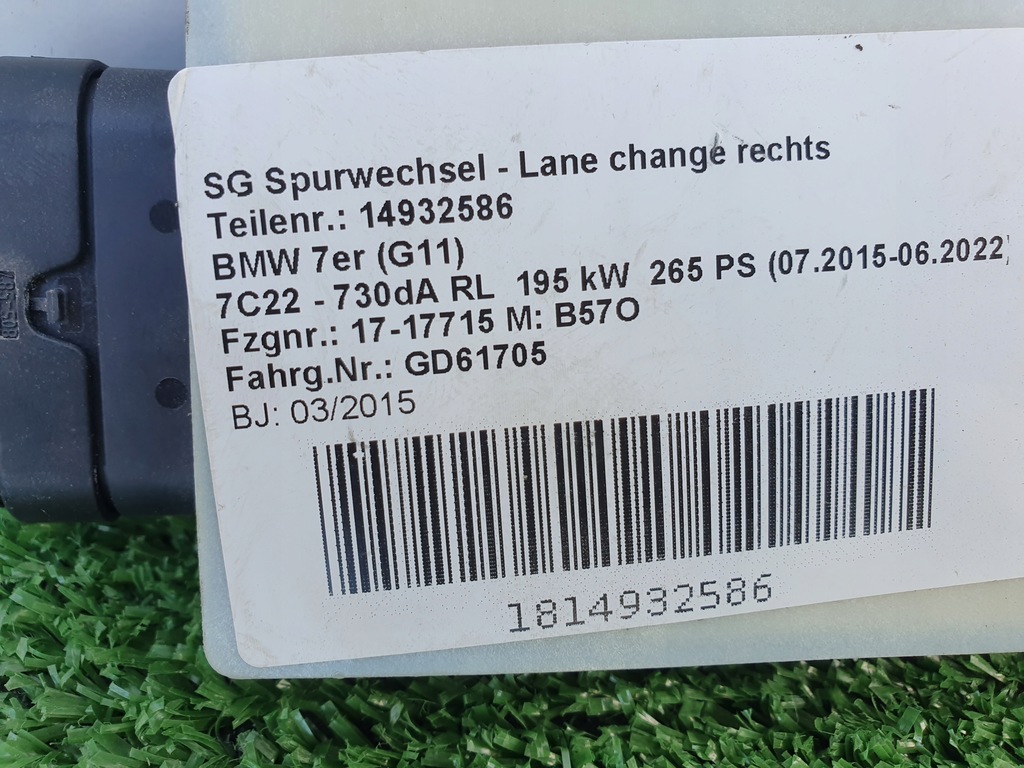 SG Spurwechsel - Lane change rechts
Teilenr.: 14932586
BMW 7er (G11)
7C22 - 730dA RL 195 kW 265 PS (07.2015-06.2022)
Fzgnr.: 17-17715 M: B57O
Fahrg.Nr.: GD61705
BJ: 03/2015
1814932586